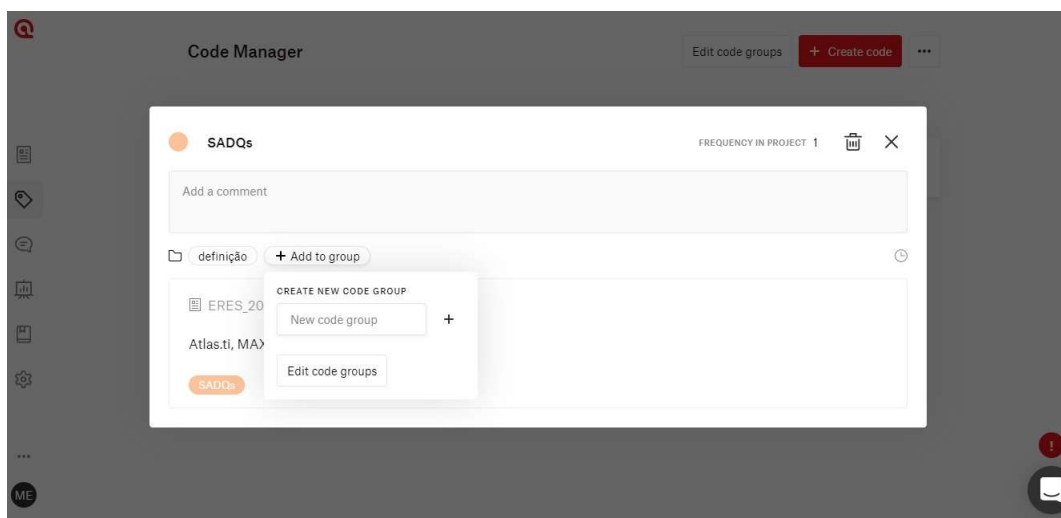 Code Manager
Edit code groups
+ Create code
SADQs
FREQUENCY IN PROJECT 1
Add a comment
definição
+ Add to group
CREATE NEW CODE GROUP
ERES_20
New code group
+
Atlas.ti, MAX
Edit code groups
SADQs
ME